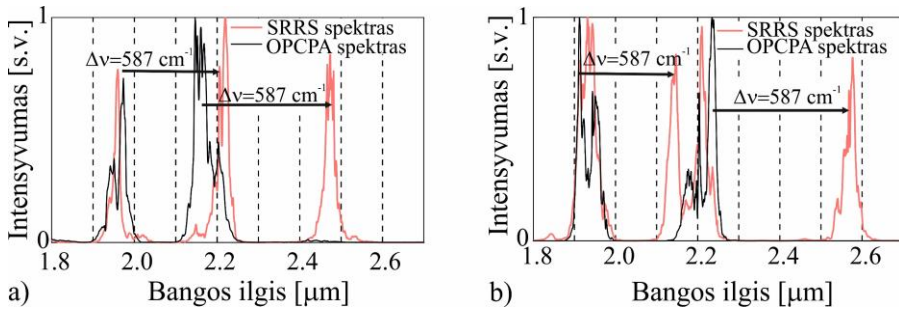 SRRS spektras
OPCPA spektras
Δν=587 cm⁻¹
Δν=587 cm⁻¹
Intensyvumas [s.v.]
1
0
1.8 2.0 2.2 2.4 2.6
Bangos ilgis [μm]
a)
SRRS spektras
OPCPA spektras
Δν=587 cm⁻¹
Δν=587 cm⁻¹
Intensyvumas [s.v.]
1
0
1.8 2.0 2.2 2.4 2.6
Bangos ilgis [μm]
b)